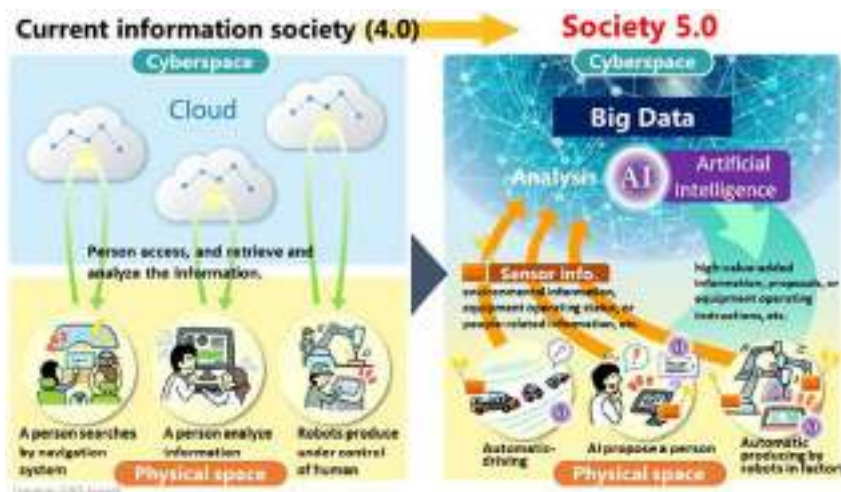 Current information society (4.0)
Society 5.0
Cyberspace
Cloud
Person access, and retrieve and
analyze the information.
A person searches
by navigation
system
A person analyze
information
Robots produce
under control
of human
Physical space
Cyberspace
Big Data
Analysis
AI
Artificial
intelligence
Sensor info.
environmental information,
equipment operating status, or
people-related information, etc.
high value-added
information, proposals, or
equipment operating
instructions, etc.
Automatic-
driving
AI propose a person
Automatic
producing by
robots in factory
Physical space